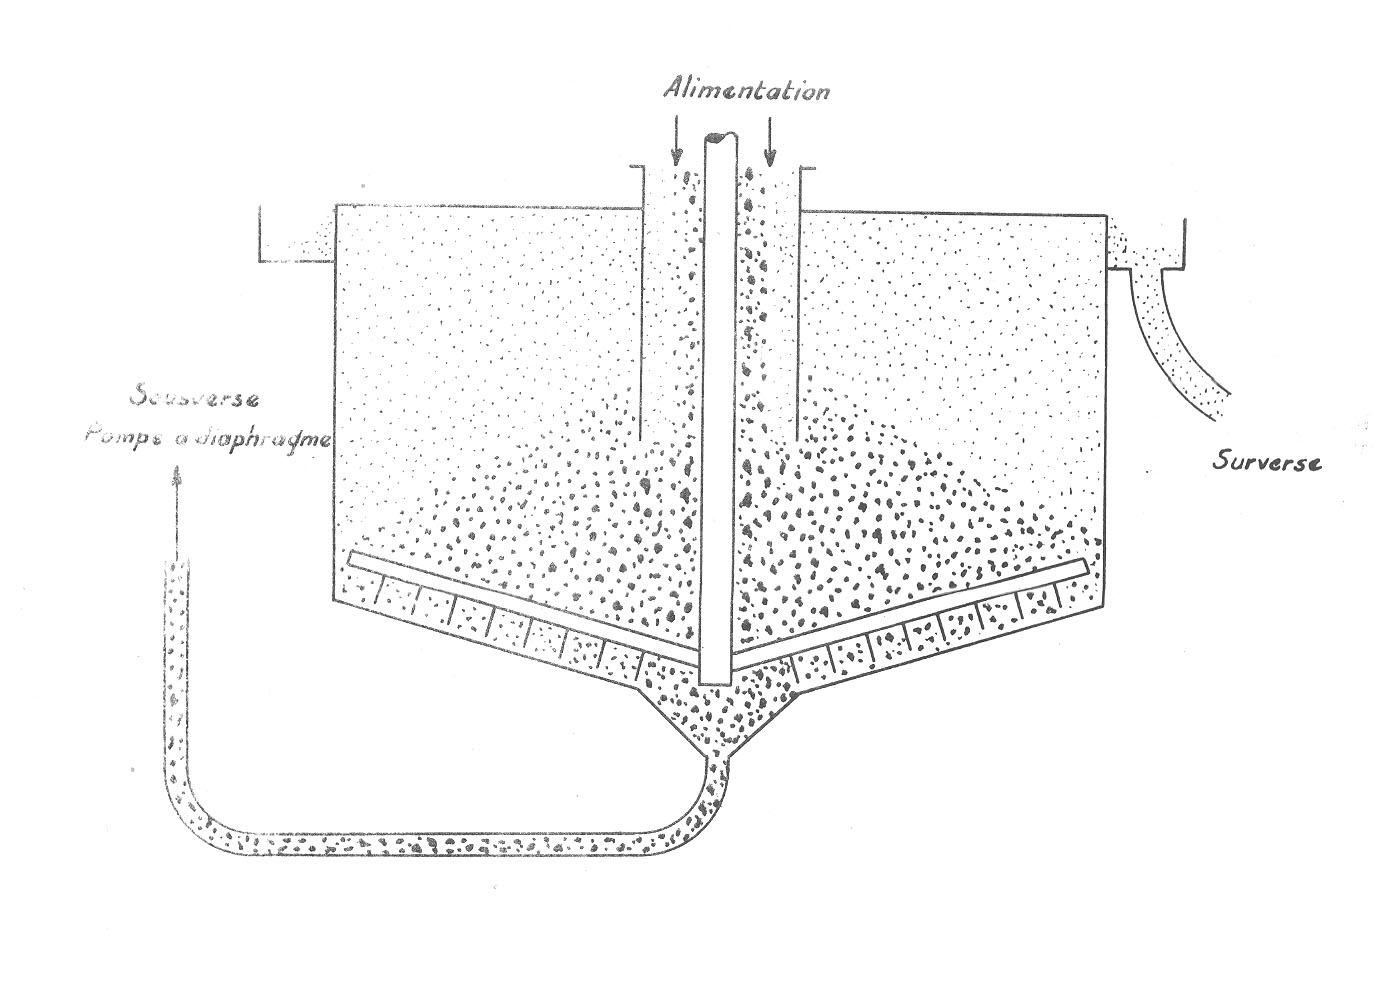 Alimentation
Sousverse
Pompe a diaphragme
Surverse